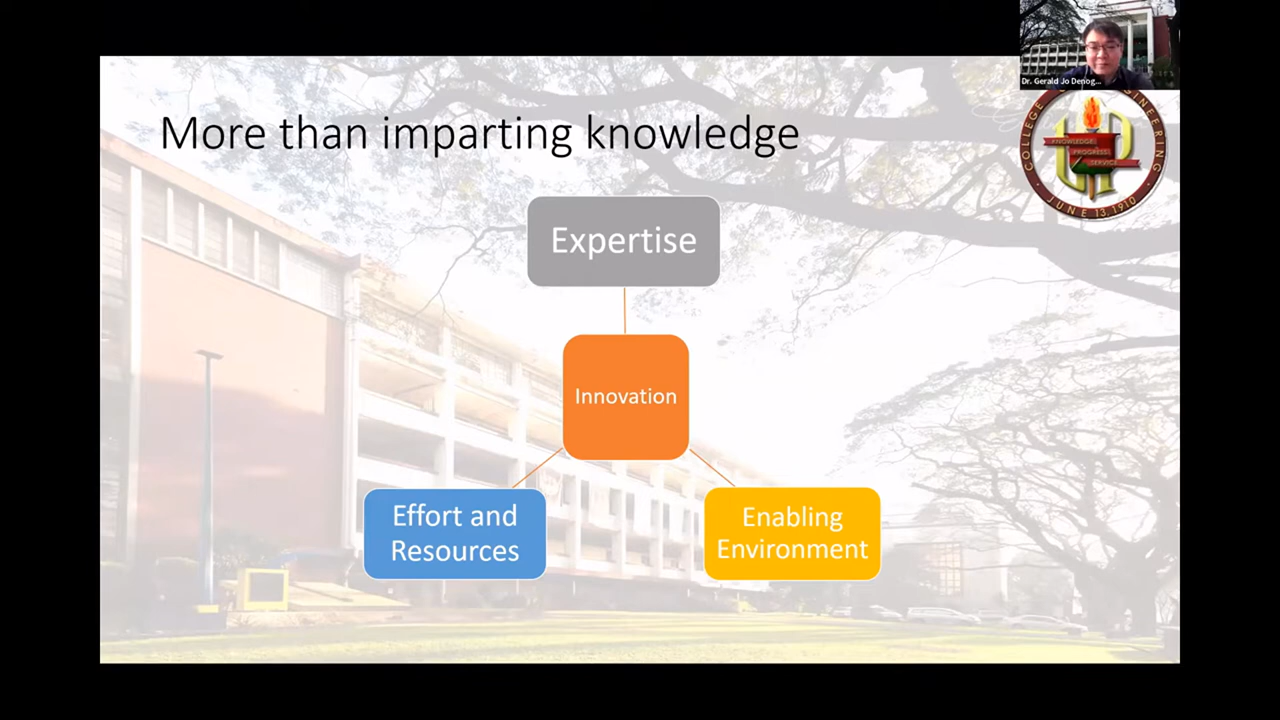 Dr. Gerald Jo Denog...
More than imparting knowledge
COLLEGE
ENGINEERING
KNOWLEDGE
PROGRESS
SERVICE
JUNE 13, 1910
Expertise
Innovation
Effort and
Resources
Enabling
Environment